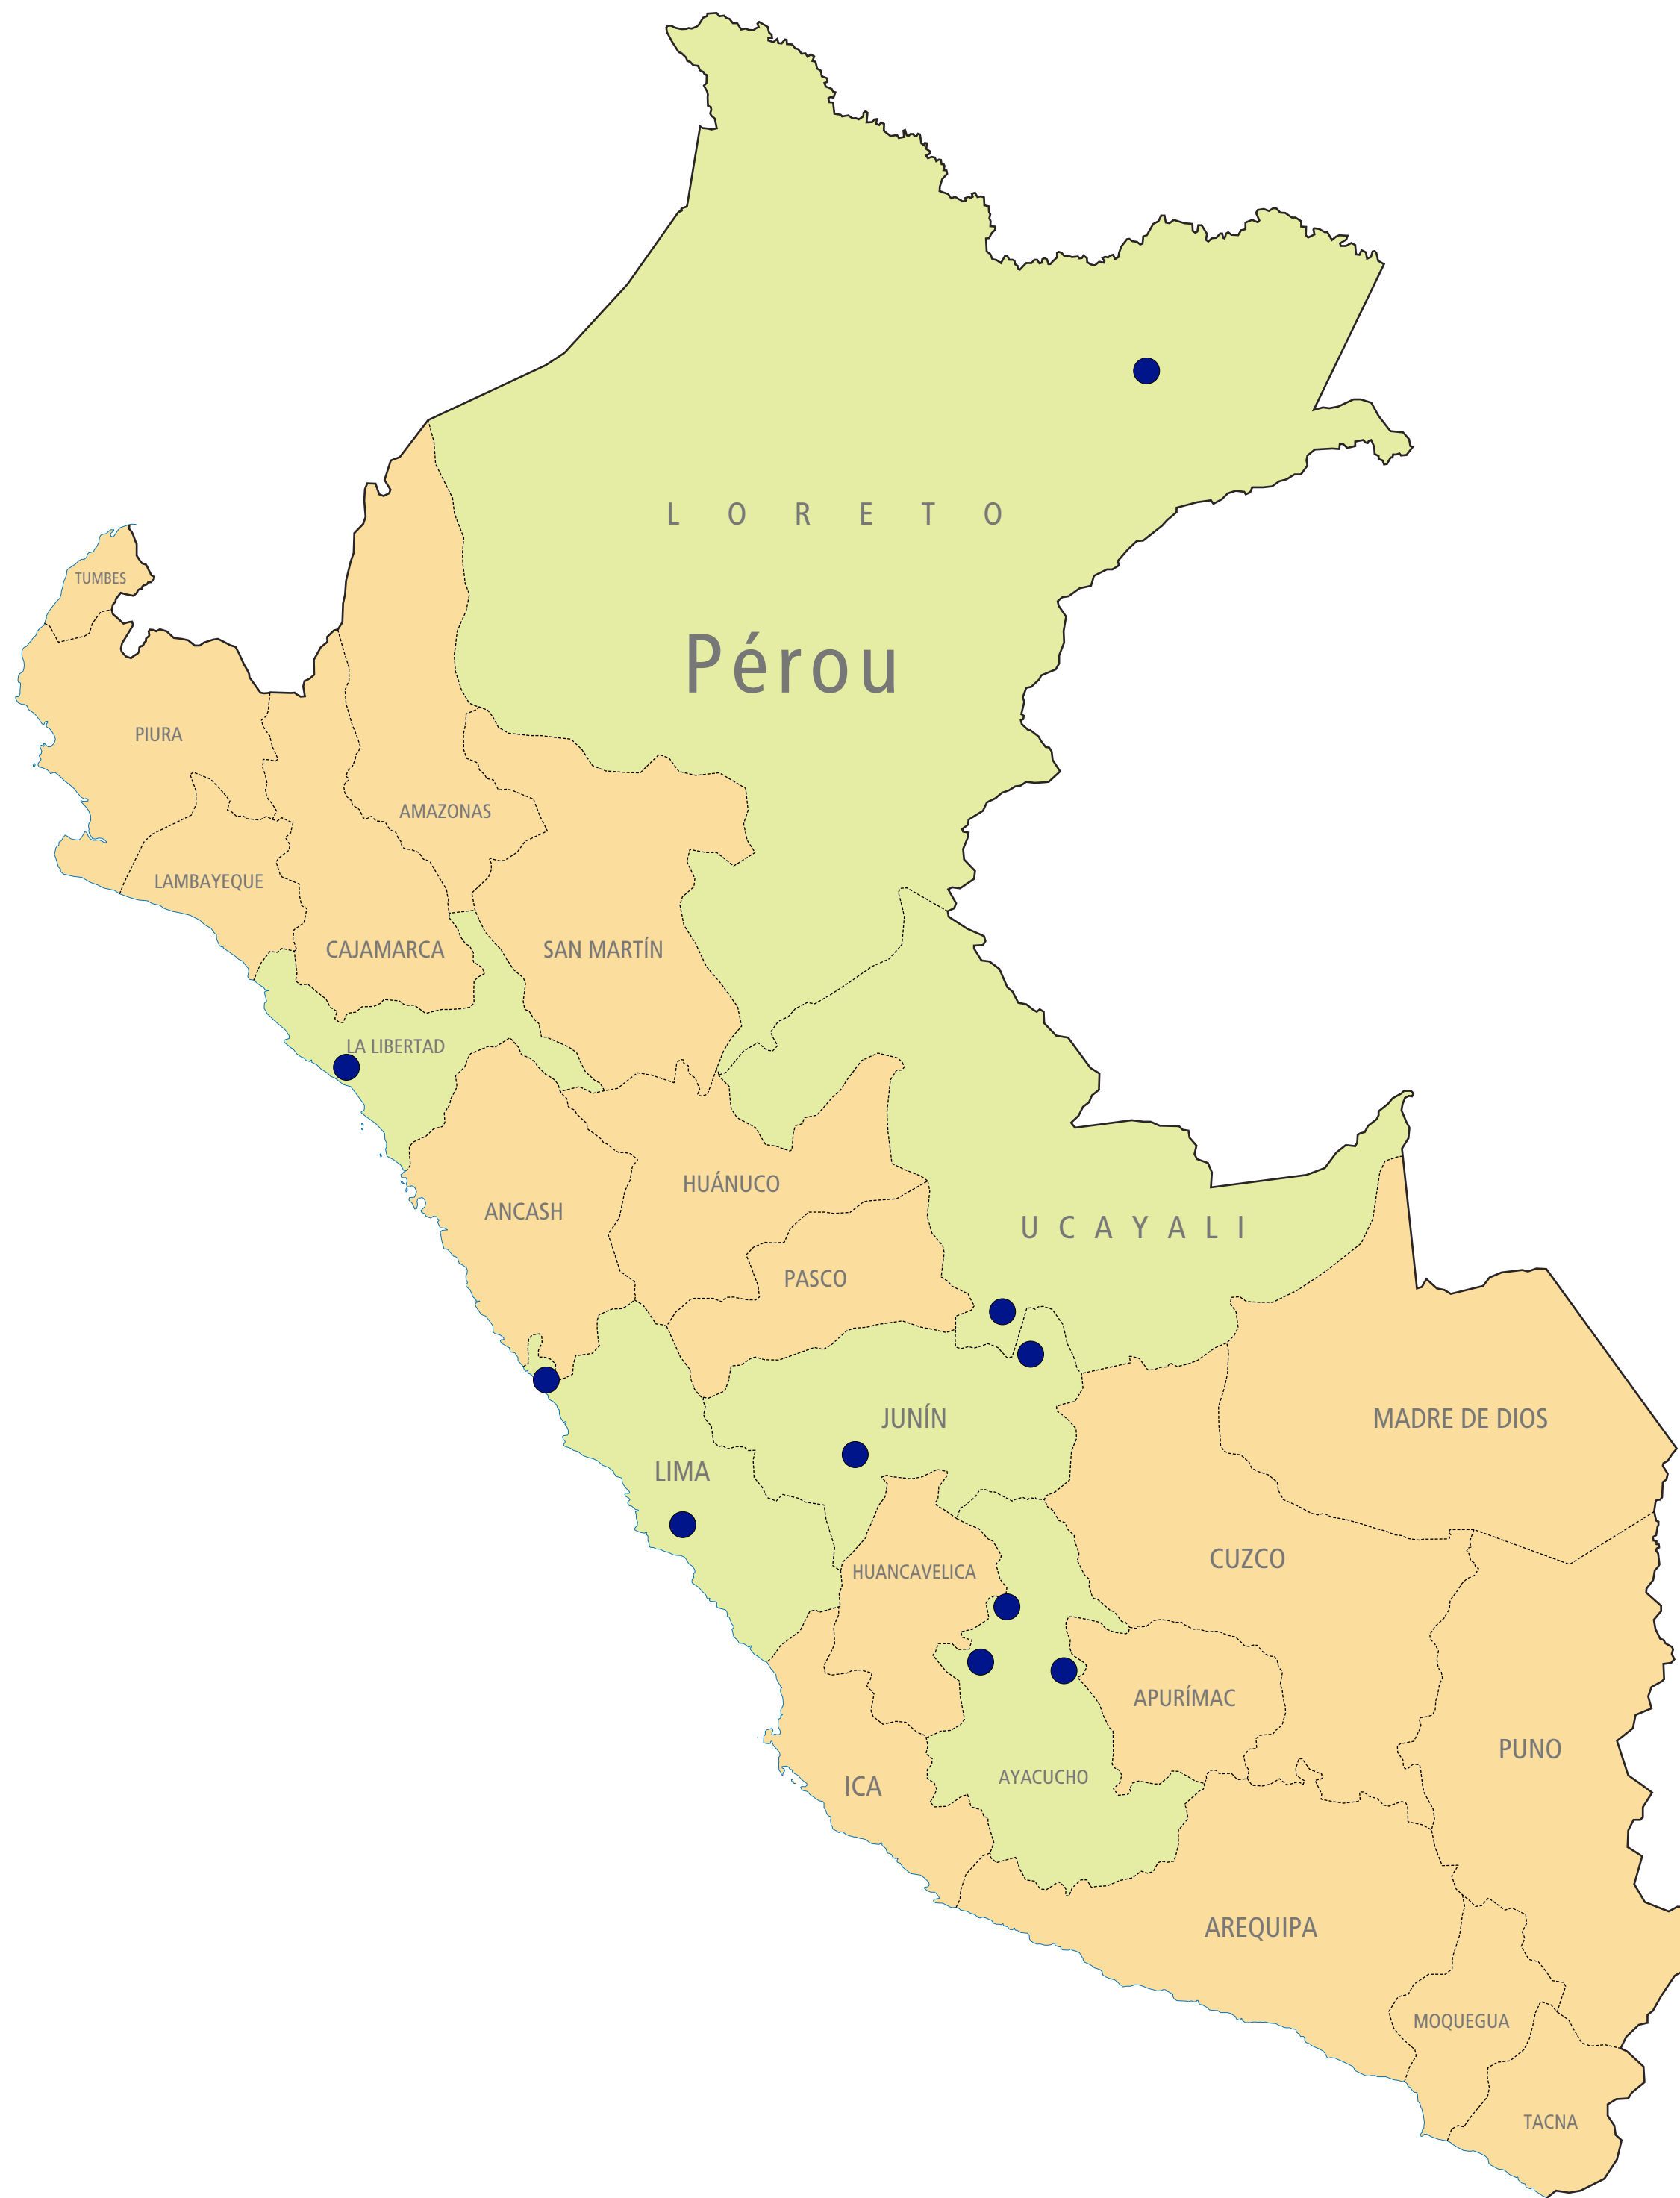 L O R E T O
TUMBES
Pérou
PIURA
AMAZONAS
LAMBAYEQUE
CAJAMARCA
SAN MARTÍN
LA LIBERTAD
HUÁNUCO
ANCASH
U C A Y A L I
PASCO
JUNÍN
MADRE DE DIOS
LIMA
CUZCO
HUANCAVELICA
APURÍMAC
PUNO
AYACUCHO
ICA
AREQUIPA
MOQUEGUA
TACNA